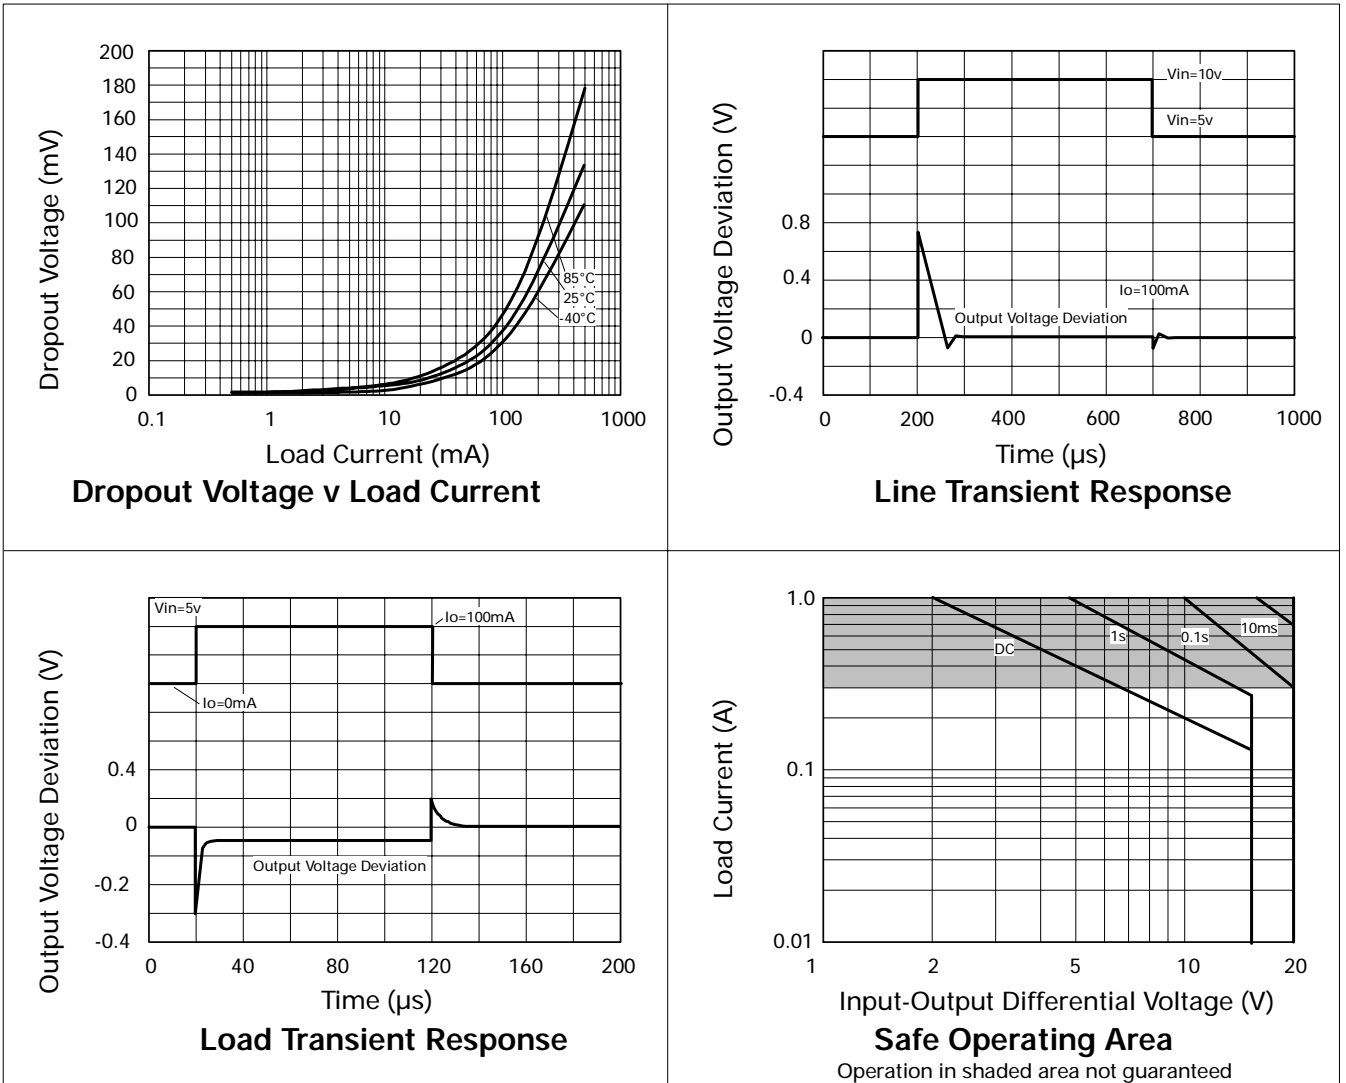 200
180
160
140
120
100
80
60
40
20
0
0.1
1
10
100
1000
Dropout Voltage (mV)
85°C
25°C
-40°C
Load Current (mA)
Dropout Voltage v Load Current
Output Voltage Deviation (V)
Vin=10v
Vin=5v
0.8
0.4
0
-0.4
Io=100mA
Output Voltage Deviation
0
200
400
600
800
1000
Time (µs)
Line Transient Response
Output Voltage Deviation (V)
Vin=5v
Io=100mA
Io=0mA
0.4
0
-0.2
-0.4
Output Voltage Deviation
0
40
80
120
160
200
Time (µs)
Load Transient Response
Load Current (A)
1.0
0.1
0.01
DC
1s
0.1s
10ms
1
2
5
10
20
Input-Output Differential Voltage (V)
Safe Operating Area
Operation in shaded area not guaranteed